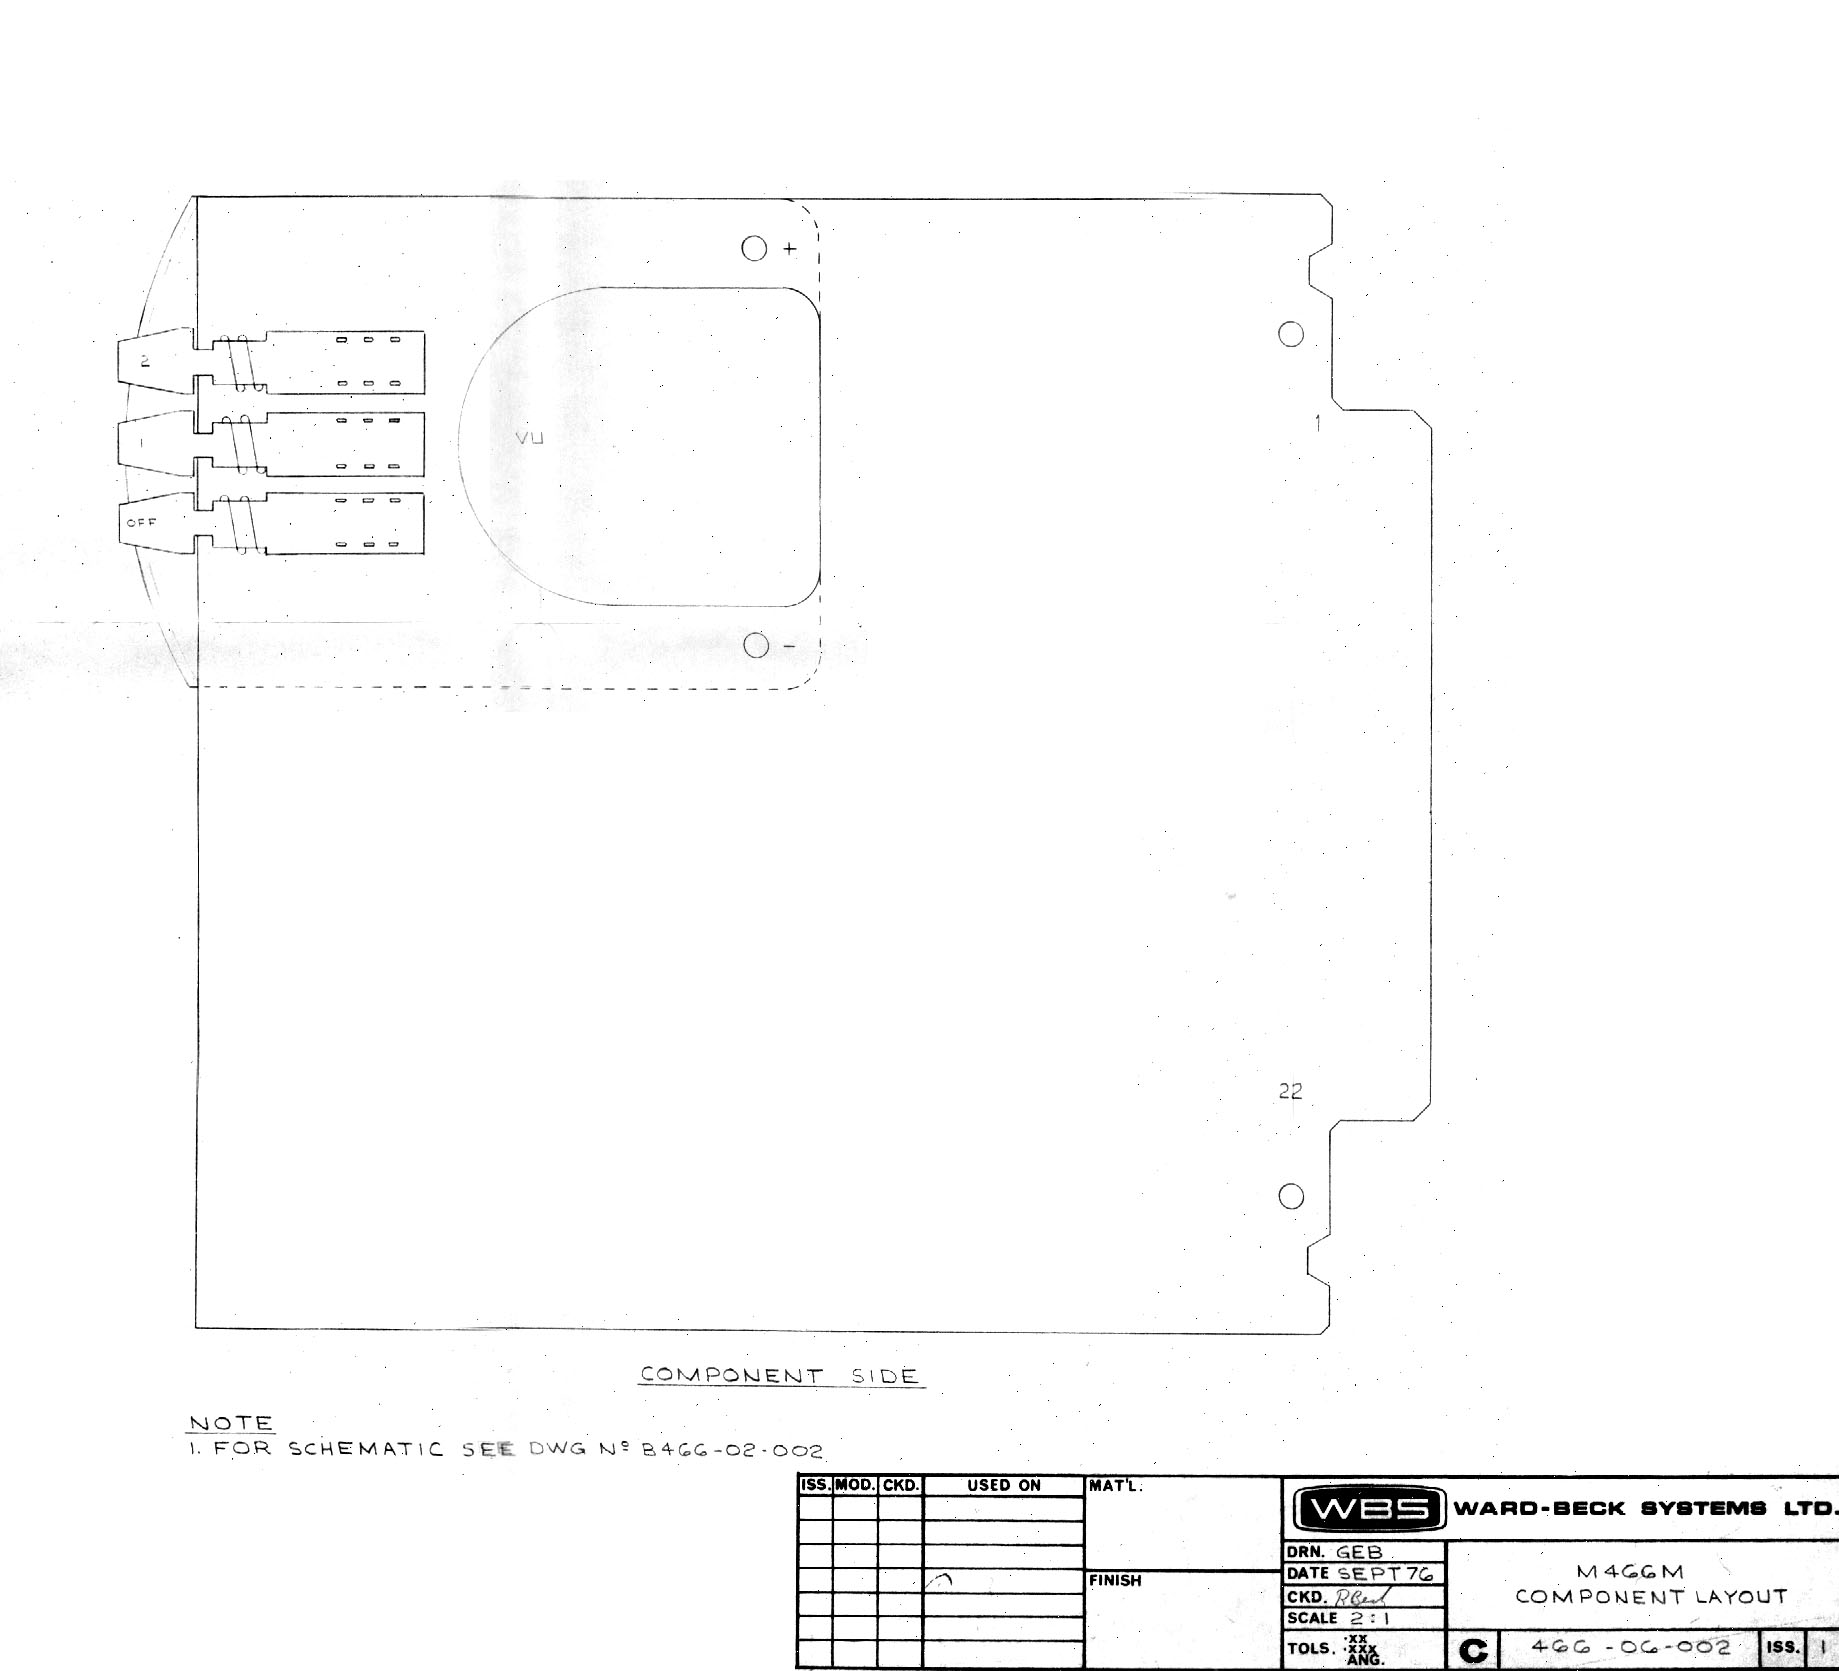 +
2
1
VU
1
OFF
-
22
COMPONENT SIDE
NOTE
1. FOR SCHEMATIC SEE DWG Nº B466-02-002
ISS. MOD. CKD. USED ON
MAT'L:
FINISH
WBS WARD-BECK SYSTEMS LTD.
DRN. GEB
DATE SEPT 76
CKD.
SCALE 2:1
TOLS. .XX
.XXX
ANG.
M466M
COMPONENT LAYOUT
C 466-06-002 ISS. 1